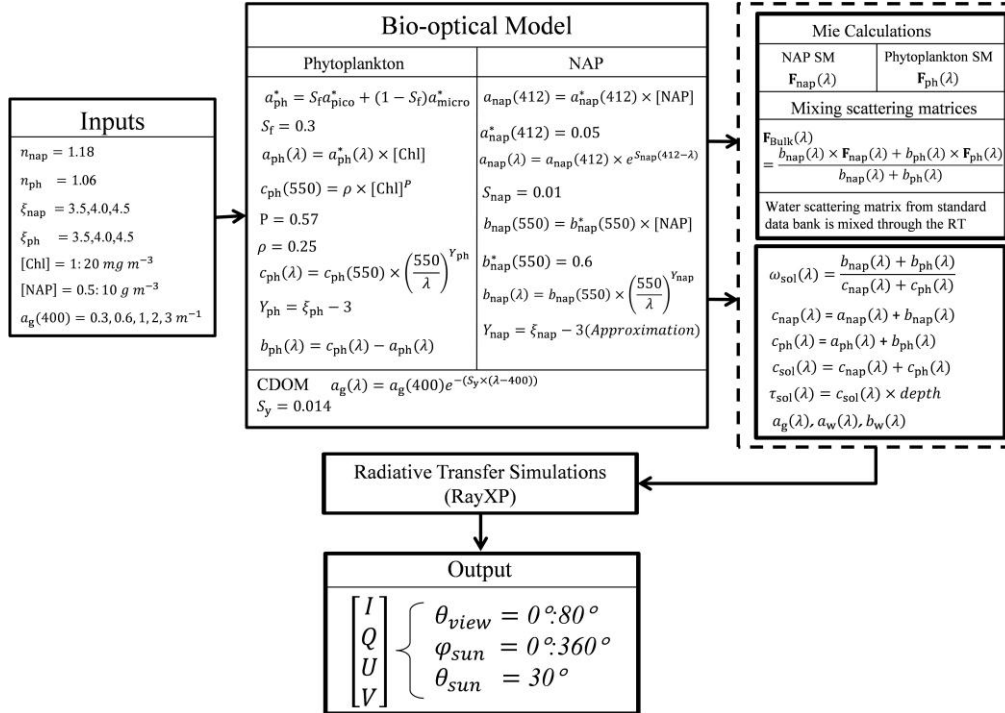 Inputs
n_nap = 1.18
n_ph = 1.06
ξ_nap = 3.5,4.0,4.5
ξ_ph = 3.5,4.0,4.5
[Chl] = 1: 20 mg m⁻³
[NAP] = 0.5: 10 g m⁻³
a_g(400) = 0.3, 0.6, 1, 2, 3 m⁻¹
Bio-optical Model
Phytoplankton
a*_ph = S_f a*_pico + (1 − S_f)a*_micro
S_f = 0.3
a_ph(λ) = a*_ph(λ) × [Chl]
c_ph(550) = ρ × [Chl]^P
P = 0.57
ρ = 0.25
c_ph(λ) = c_ph(550) × (550/λ)^Y_ph
Y_ph = ξ_ph − 3
b_ph(λ) = c_ph(λ) − a_ph(λ)
NAP
a_nap(412) = a*_nap(412) × [NAP]
a*_nap(412) = 0.05
a_nap(λ) = a_nap(412) × e^(S_nap(412−λ))
S_nap = 0.01
b_nap(550) = b*_nap(550) × [NAP]
b*_nap(550) = 0.6
b_nap(λ) = b_nap(550) × (550/λ)^Y_nap
Y_nap = ξ_nap − 3(Approximation)
CDOM a_g(λ) = a_g(400)e^(−(S_y×(λ−400)))
S_y = 0.014
Mie Calculations
NAP SM
F_nap(λ)
Phytoplankton SM
F_ph(λ)
Mixing scattering matrices
F_Bulk(λ)
= (b_nap(λ) × F_nap(λ) + b_ph(λ) × F_ph(λ)) / (b_nap(λ) + b_ph(λ))
Water scattering matrix from standard
data bank is mixed through the RT
ω_sol(λ) = (b_nap(λ) + b_ph(λ)) / (c_nap(λ) + c_ph(λ))
c_nap(λ) = a_nap(λ) + b_nap(λ)
c_ph(λ) = a_ph(λ) + b_ph(λ)
c_sol(λ) = c_nap(λ) + c_ph(λ)
τ_sol(λ) = c_sol(λ) × depth
a_g(λ), a_w(λ), b_w(λ)
Radiative Transfer Simulations
(RayXP)
Output
[I Q U V]
θ_view = 0°:80°
φ_sun = 0°:360°
θ_sun = 30°